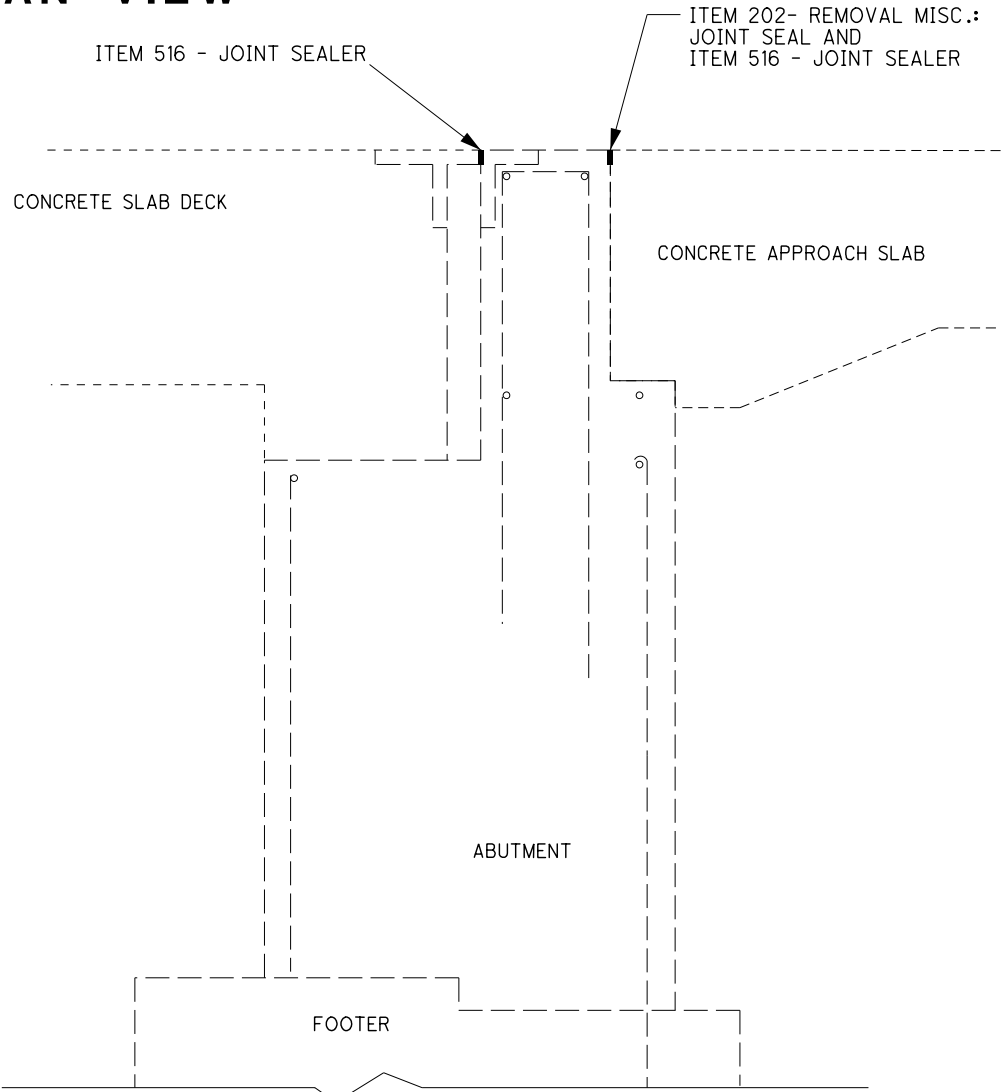 VIEW
ITEM 516 - JOINT SEALER
ITEM 202- REMOVAL MISC.:
JOINT SEAL AND
ITEM 516 - JOINT SEALER
CONCRETE SLAB DECK
CONCRETE APPROACH SLAB
ABUTMENT
FOOTER